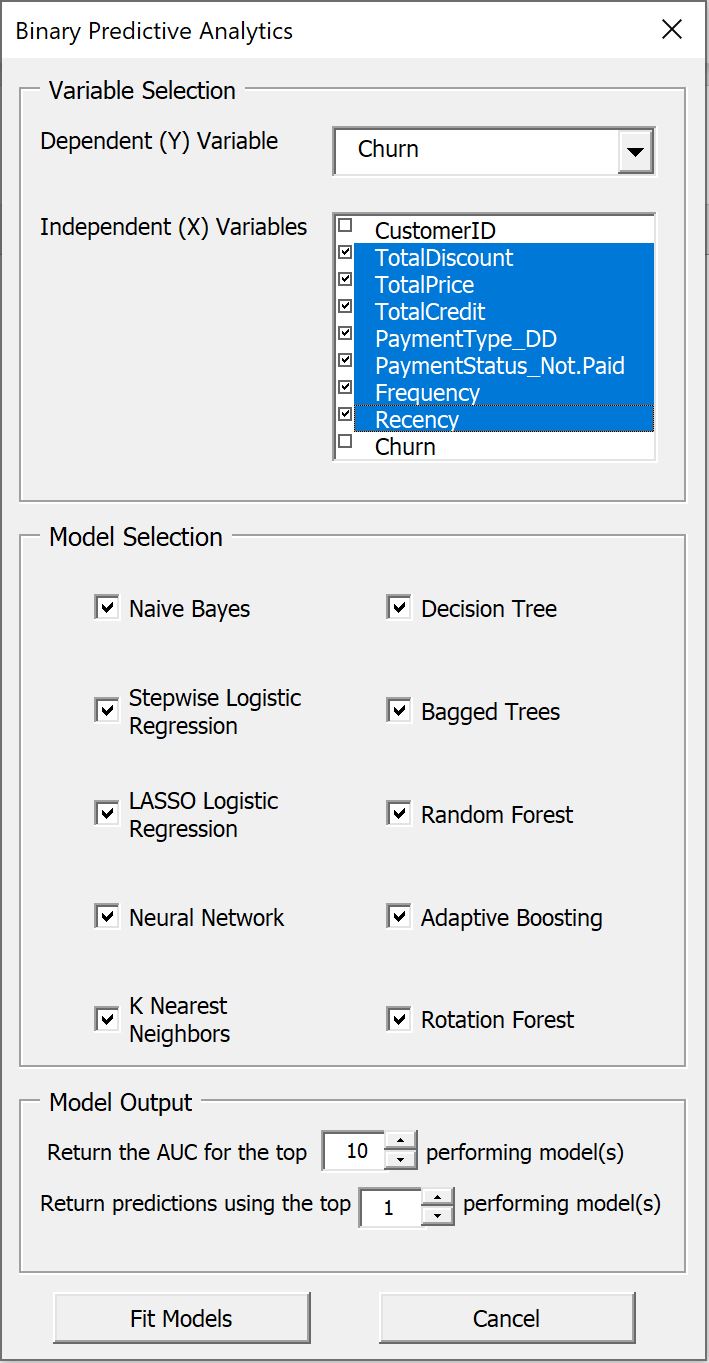 Binary Predictive Analytics
Variable Selection
Dependent (Y) Variable
Churn
Independent (X) Variables
CustomerID
TotalDiscount
TotalPrice
TotalCredit
PaymentType_DD
PaymentStatus_Not.Paid
Frequency
Recency
Churn
Model Selection
Naive Bayes
Decision Tree
Stepwise Logistic
Regression
Bagged Trees
LASSO Logistic
Regression
Random Forest
Neural Network
Adaptive Boosting
K Nearest
Neighbors
Rotation Forest
Model Output
Return the AUC for the top 10 performing model(s)
Return predictions using the top 1 performing model(s)
Fit Models
Cancel